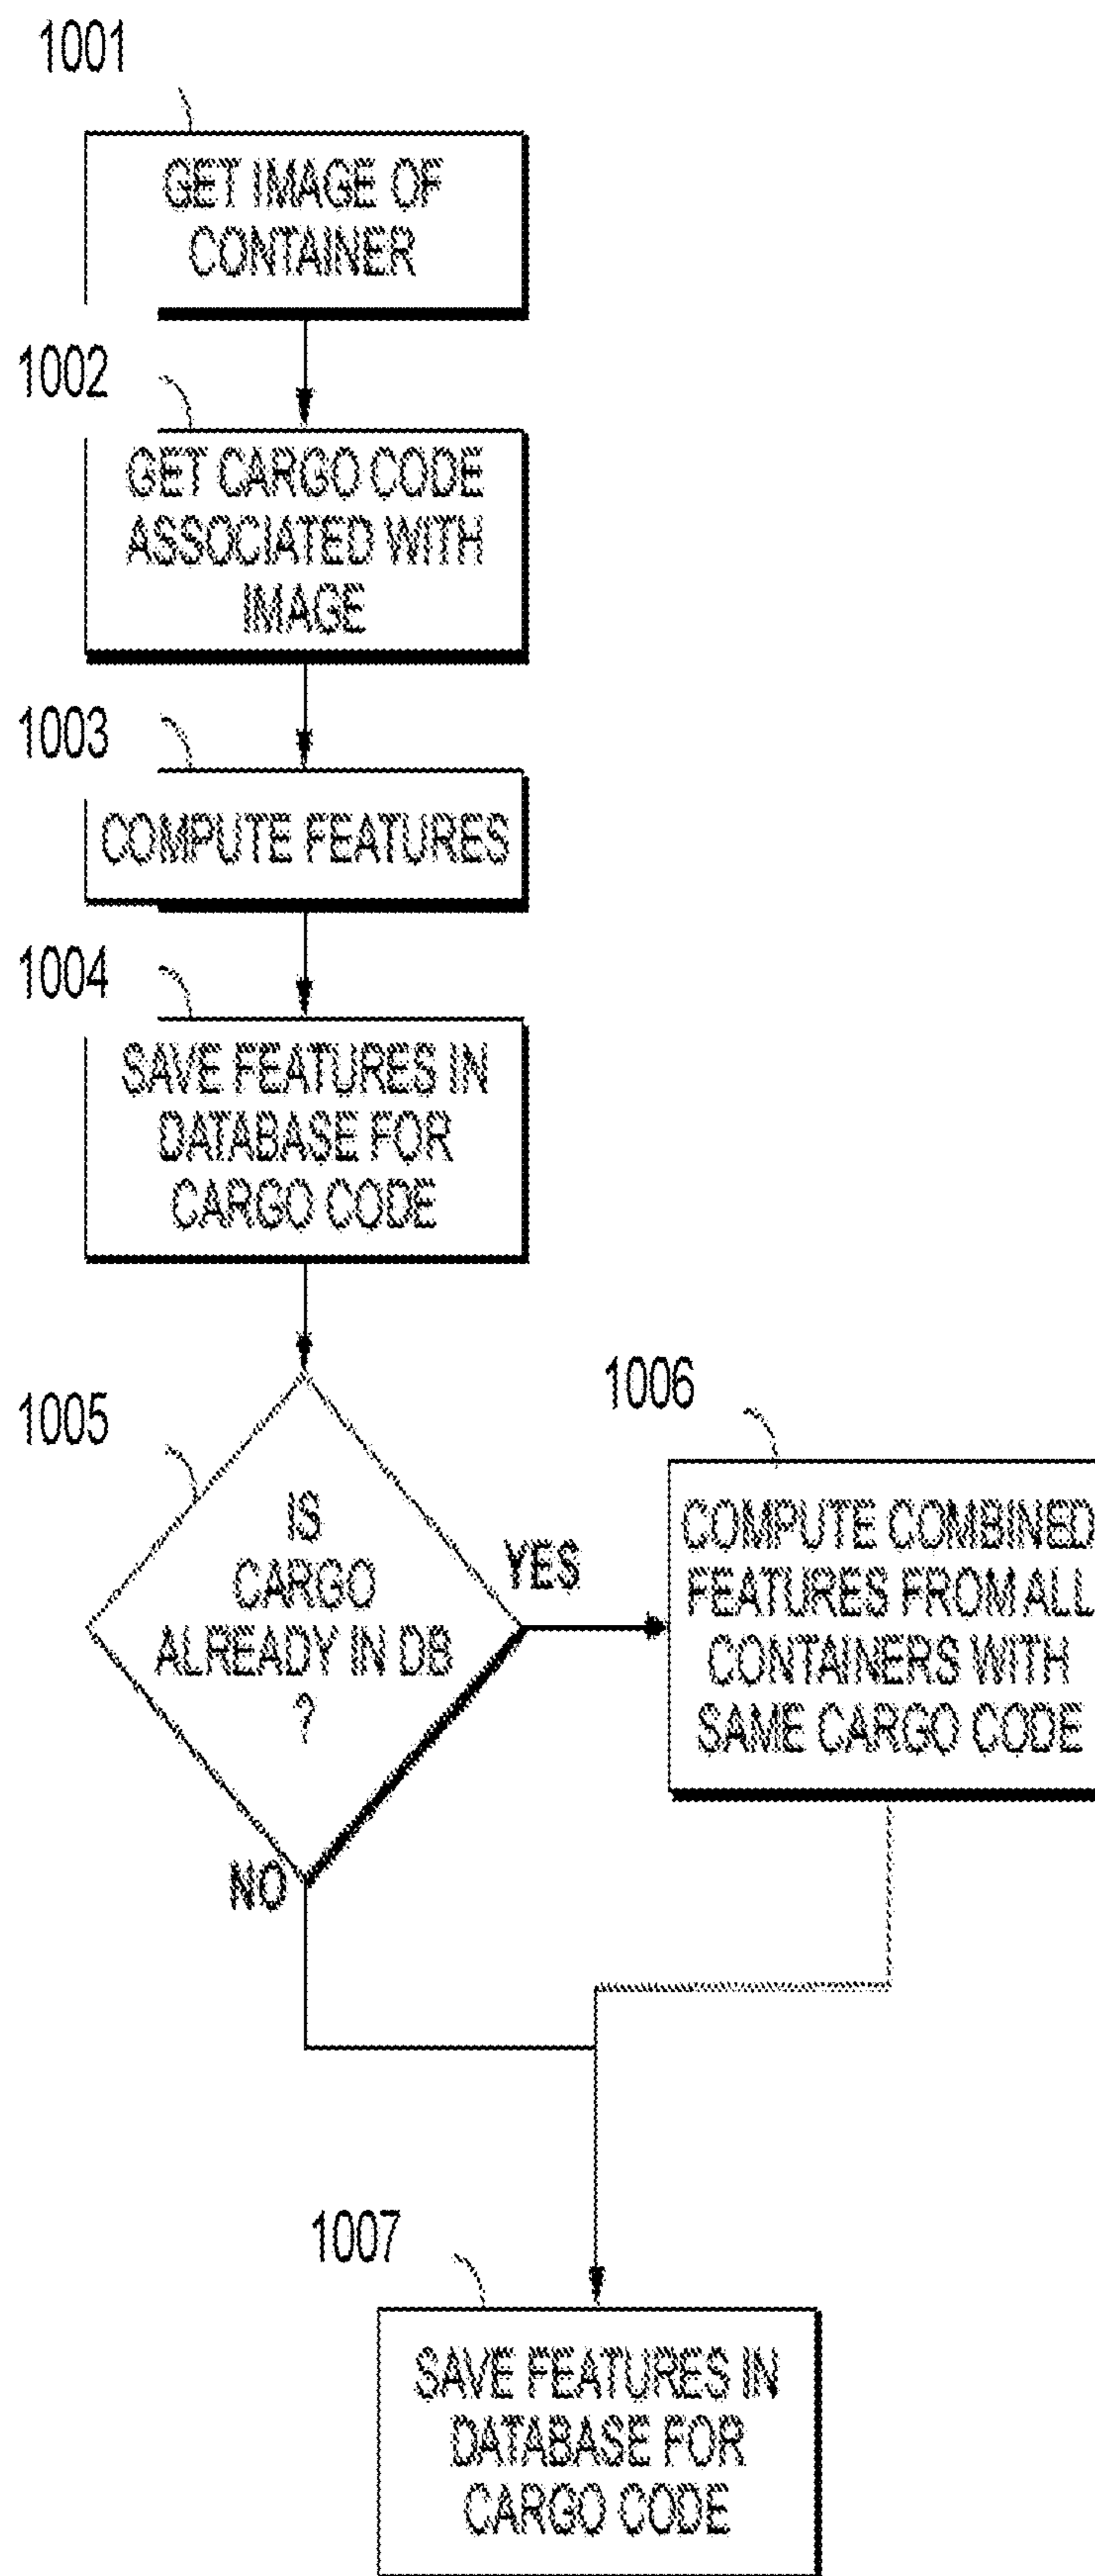 1001
GET IMAGE OF
CONTAINER
1002
GET CARGO CODE
ASSOCIATED WITH
IMAGE
1003
COMPUTE FEATURES
1004
SAVE FEATURES IN
DATABASE FOR
CARGO CODE
1005
IS
CARGO
ALREADY IN DB
?
YES
NO
1006
COMPUTE COMBINED
FEATURES FROM ALL
CONTAINERS WITH
SAME CARGO CODE
1007
SAVE FEATURES IN
DATABASE FOR
CARGO CODE